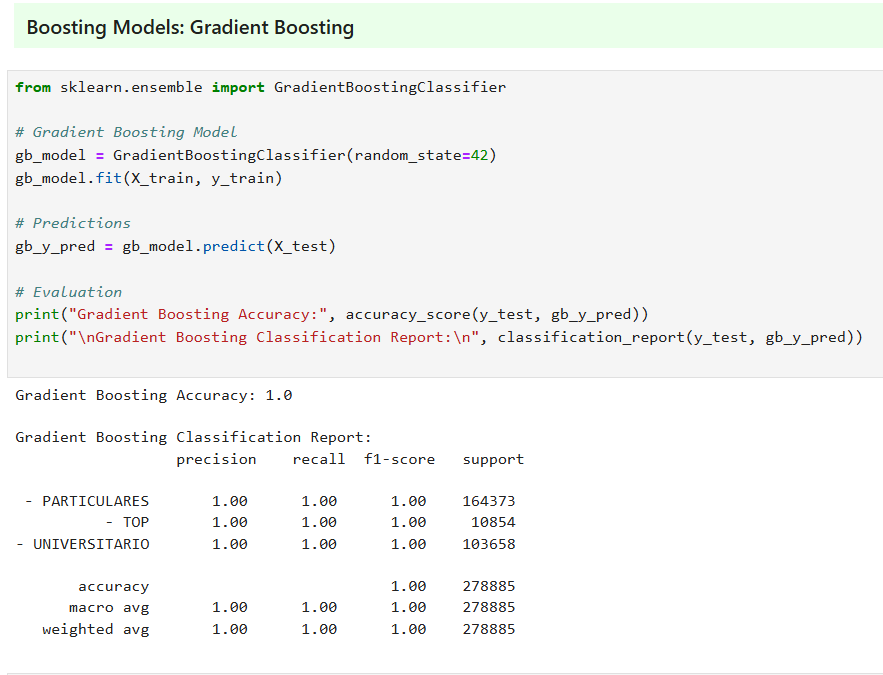 Boosting Models: Gradient Boosting
from sklearn.ensemble import GradientBoostingClassifier
# Gradient Boosting Model
gb_model = GradientBoostingClassifier(random_state=42)
gb_model.fit(X_train, y_train)
# Predictions
gb_y_pred = gb_model.predict(X_test)
# Evaluation
print("Gradient Boosting Accuracy:", accuracy_score(y_test, gb_y_pred))
print("\nGradient Boosting Classification Report:\n", classification_report(y_test, gb_y_pred))
Gradient Boosting Accuracy: 1.0
Gradient Boosting Classification Report:
precision recall f1-score support
- PARTICULARES 1.00 1.00 1.00 164373
- TOP 1.00 1.00 1.00 10854
- UNIVERSITARIO 1.00 1.00 1.00 103658
accuracy 1.00 278885
macro avg 1.00 1.00 1.00 278885
weighted avg 1.00 1.00 1.00 278885